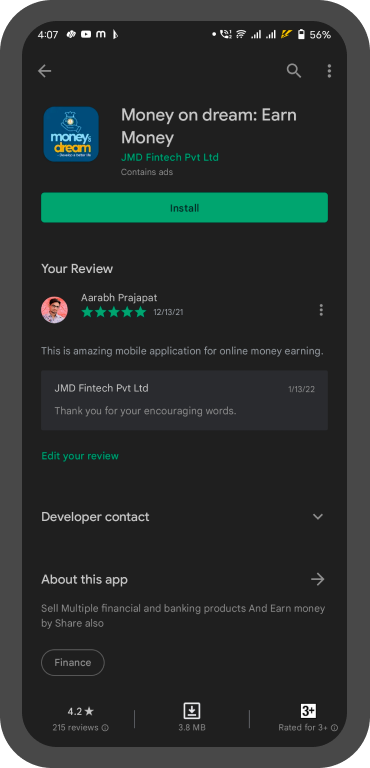 4:07
56%
Money on dream: Earn
Money
JMD Fintech Pvt Ltd
Contains ads
money's
dream
Install
Your Review
Aarabh Prajapat
12/13/21
This is amazing mobile application for online money earning.
JMD Fintech Pvt Ltd 1/13/22
Thank you for your encouraging words.
Edit your review
Developer contact
About this app
Sell Multiple financial and banking products And Earn money
by Share also
Finance
4.2★ 3+
215 reviews 3.8 MB Rated for 3+